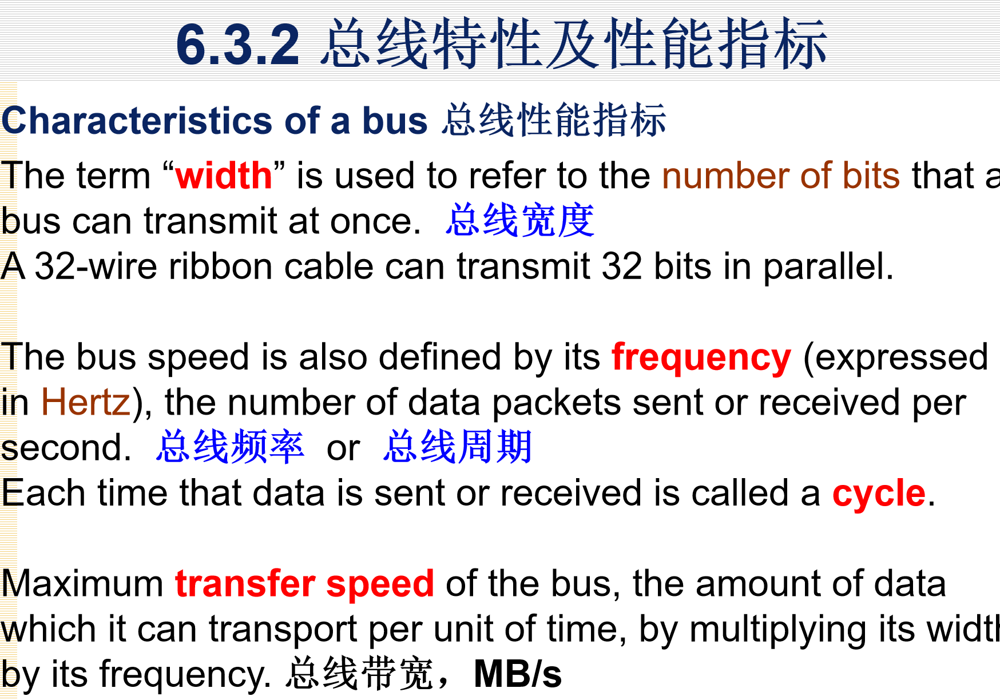 6.3.2 总线特性及性能指标
Characteristics of a bus 总线性能指标
The term “width” is used to refer to the number of bits that a
bus can transmit at once. 总线宽度
A 32-wire ribbon cable can transmit 32 bits in parallel.
The bus speed is also defined by its frequency (expressed
in Hertz), the number of data packets sent or received per
second. 总线频率 or 总线周期
Each time that data is sent or received is called a cycle.
Maximum transfer speed of the bus, the amount of data
which it can transport per unit of time, by multiplying its width
by its frequency. 总线带宽，MB/s